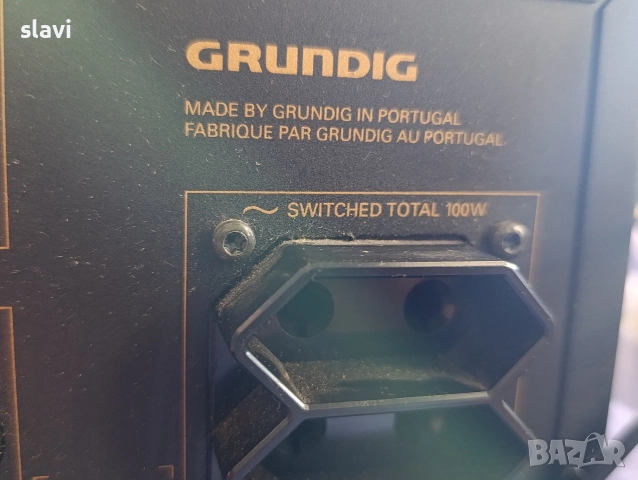 slavi
GRUNDIG
MADE BY GRUNDIG IN PORTUGAL
FABRIQUE PAR GRUNDIG AU PORTUGAL
~ SWITCHED TOTAL 100W
BAZAR